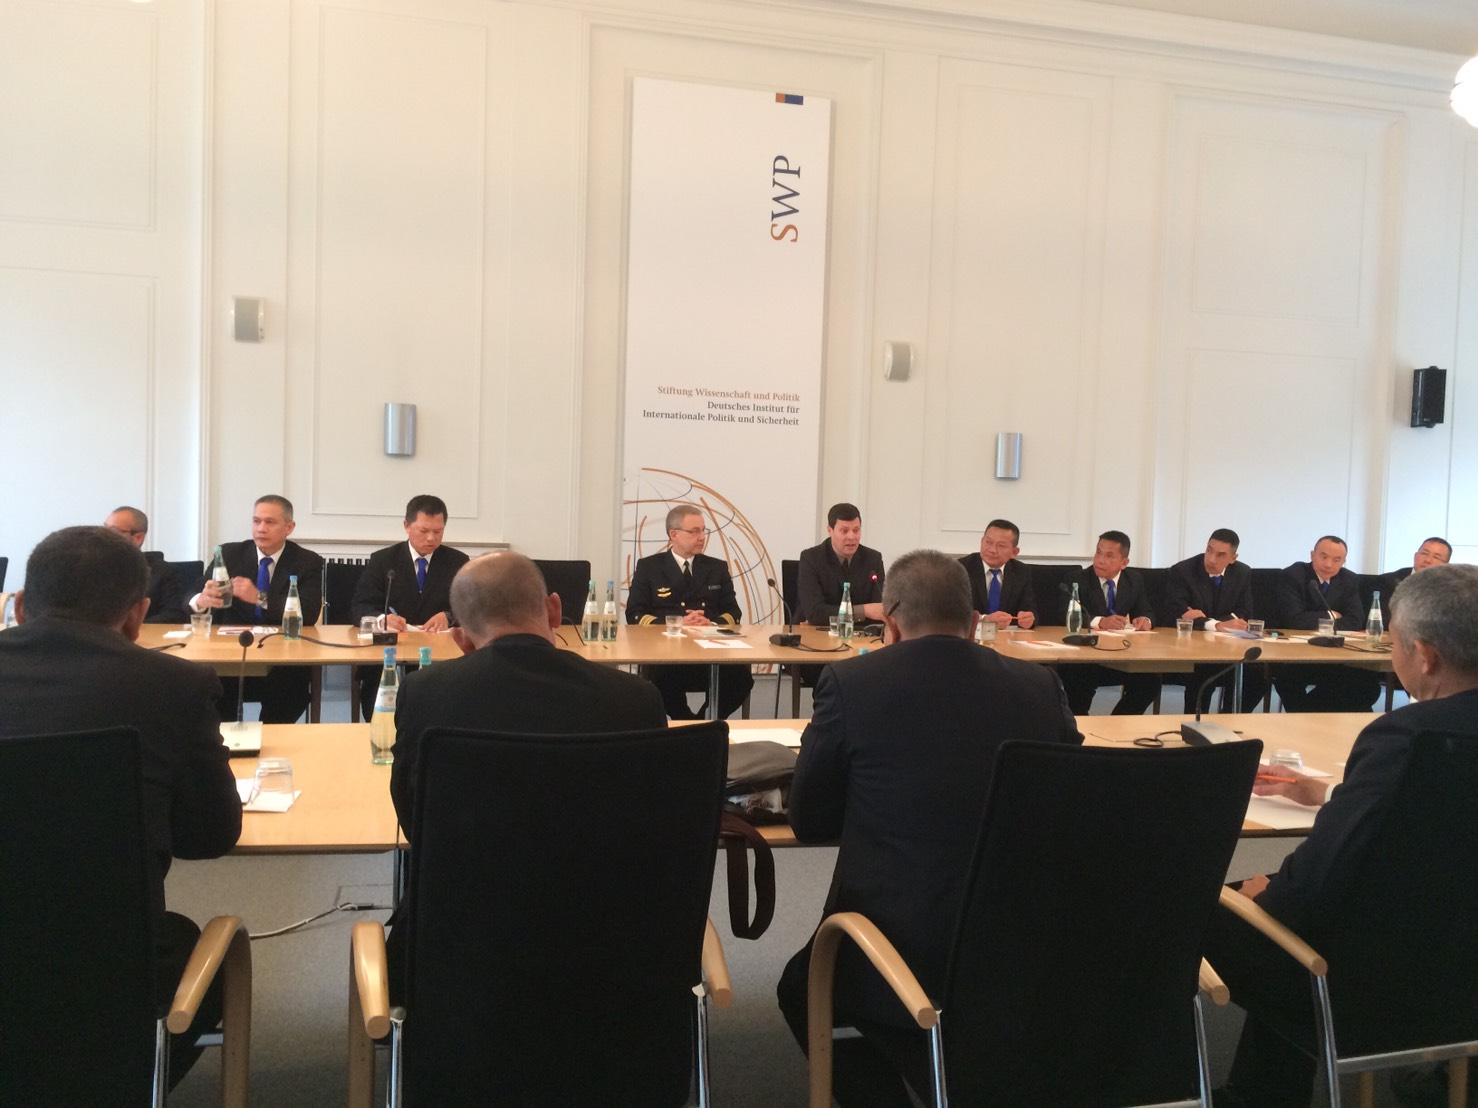 SWP
Stiftung Wissenschaft und Politik
Deutsches Institut für
Internationale Politik und Sicherheit